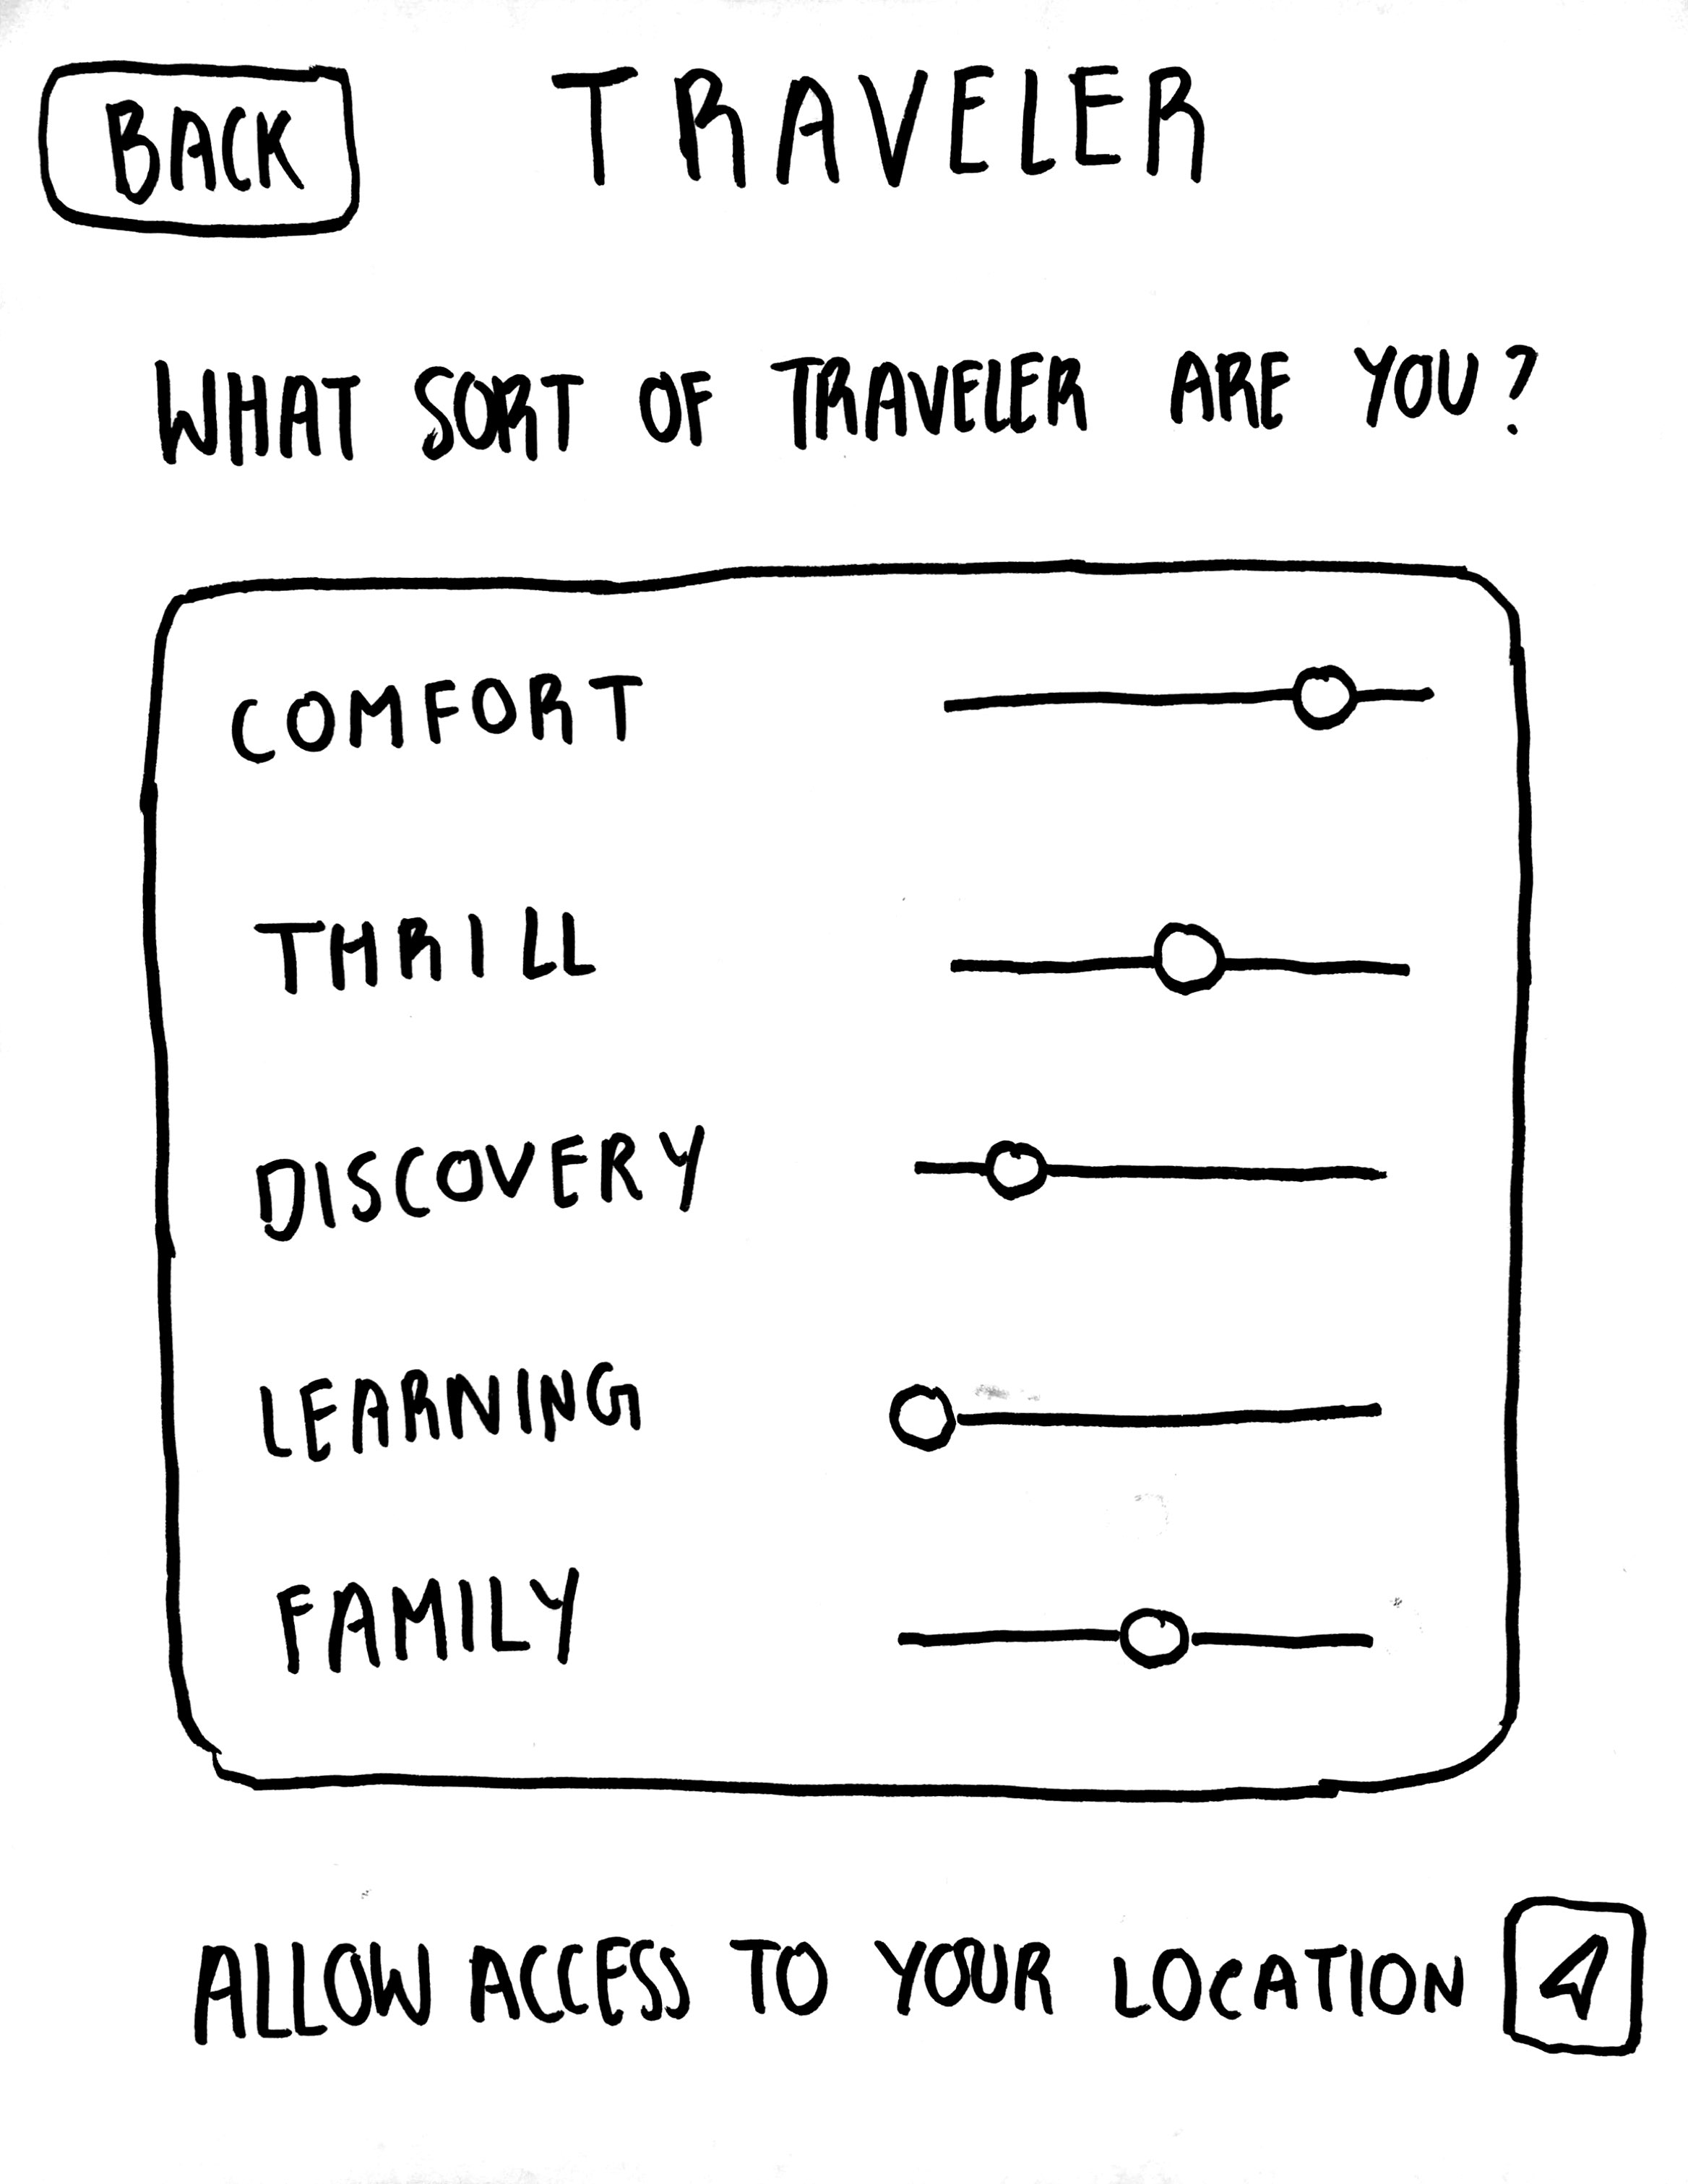 BACK
TRAVELER
WHAT SORT OF TRAVELER ARE YOU?
COMFORT
THRILL
DISCOVERY
LEARNING
FAMILY
ALLOW ACCESS TO YOUR LOCATION